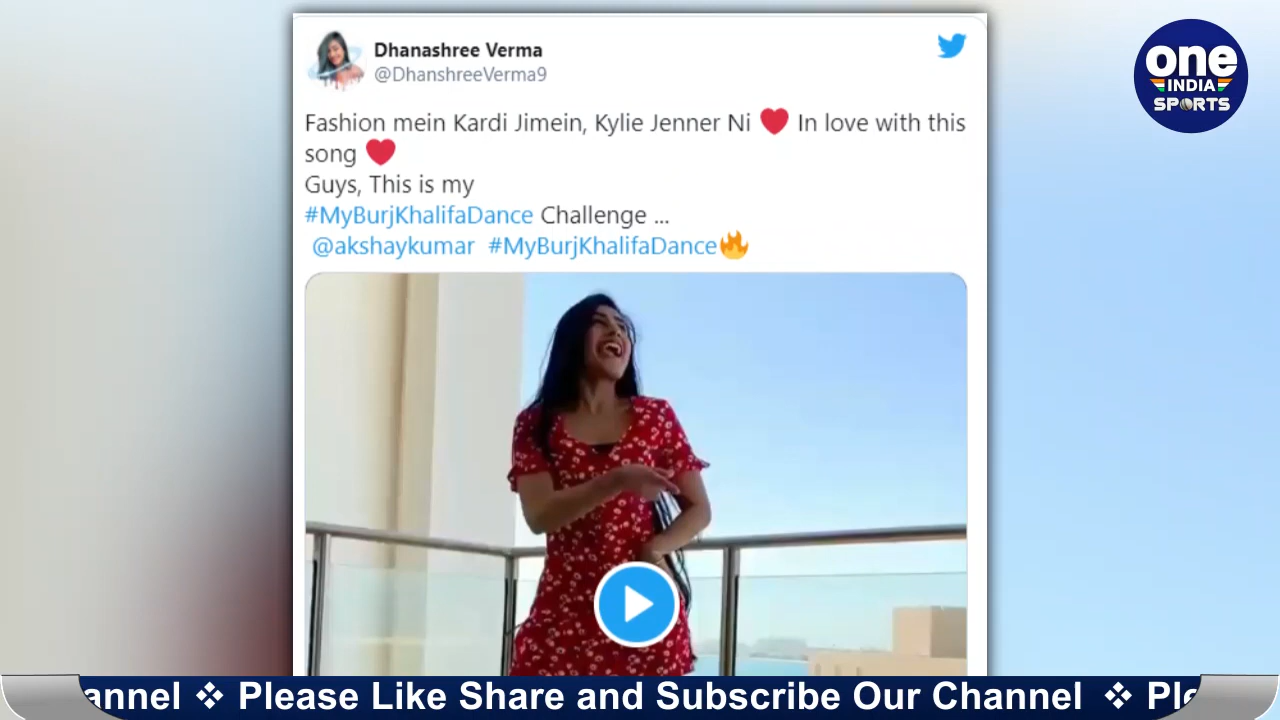 Dhanashree Verma
@DhanshreeVerma9
Fashion mein Kardi Jimein, Kylie Jenner Ni ❤️ In love with this
song ❤️
Guys, This is my
#MyBurjKhalifaDance Challenge ...
@akshaykumar #MyBurjKhalifaDance🔥
one
INDIA
SPORTS
annel ❖ Please Like Share and Subscribe Our Channel ❖ Ple